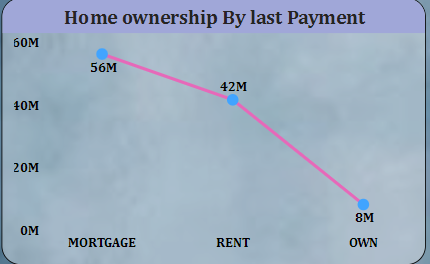 Home ownership By last Payment
60M
56M
42M
40M
20M
8M
0M
MORTGAGE RENT OWN